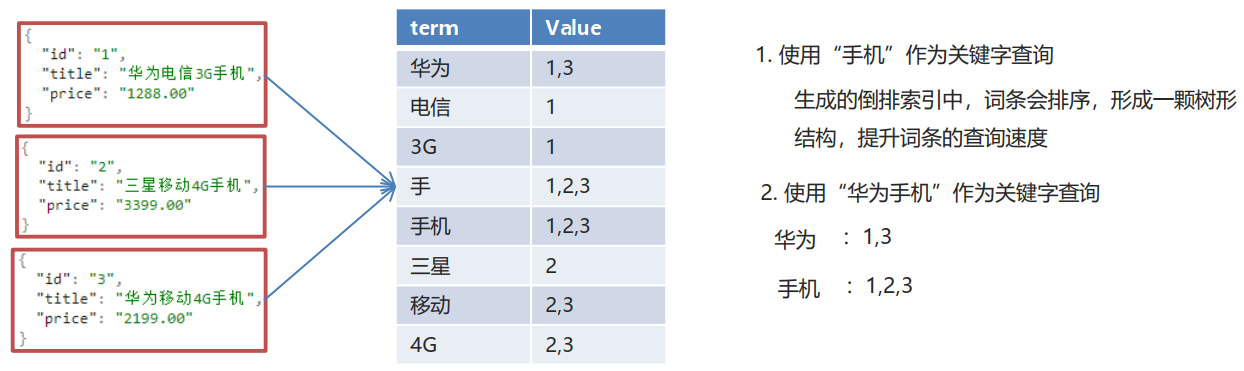 {
"id": "1",
"title": "华为电信3G手机",
"price": "1288.00"
}
{
"id": "2",
"title": "三星移动4G手机",
"price": "3399.00"
}
{
"id": "3",
"title": "华为移动4G手机",
"price": "2199.00"
}
term Value
华为 1,3
电信 1
3G 1
手 1,2,3
手机 1,2,3
三星 2
移动 2,3
4G 2,3
1. 使用“手机”作为关键字查询
生成的倒排索引中，词条会排序，形成一颗树形
结构，提升词条的查询速度
2. 使用“华为手机”作为关键字查询
华为 ：1,3
手机 ：1,2,3